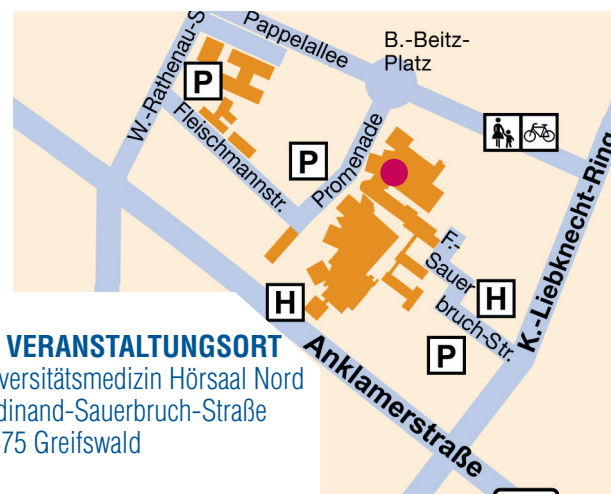 Pappelallee
B.-Beitz-
Platz
W.-Rathenau-S
P
Fleischmannstr.
P
Promenade
K.-Liebknecht-Ring
F.-
Sauer
bruch-Str.
H
H
P
Anklamerstraße
VERANSTALTUNGSORT
versitätsmedizin Hörsaal Nord
dinand-Sauerbruch-Straße
75 Greifswald